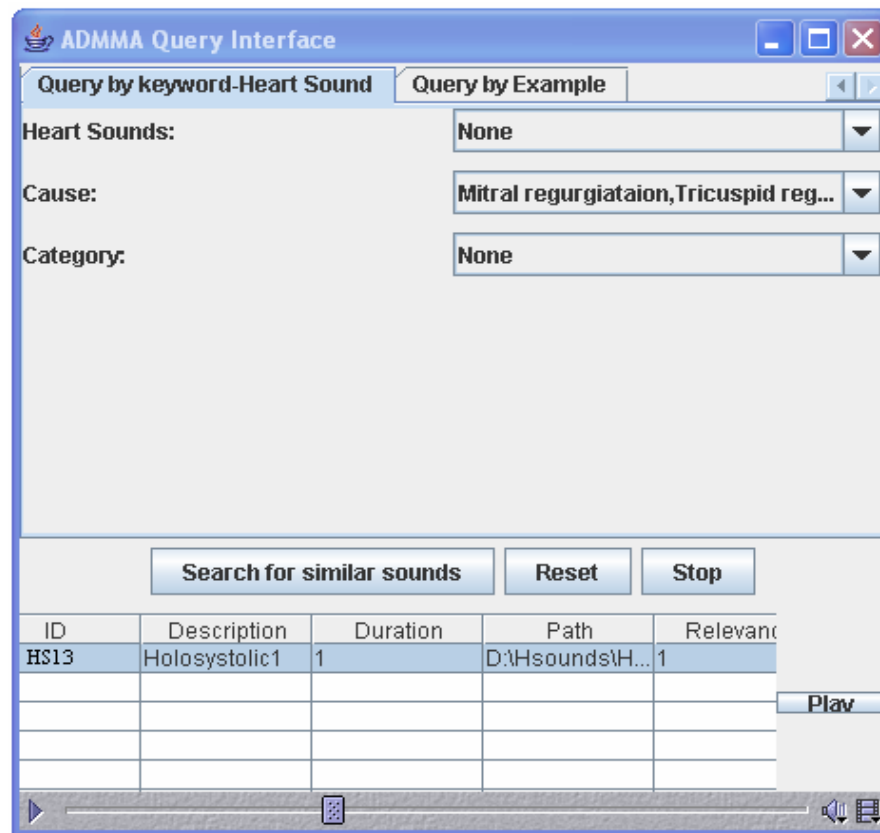 ADMMA Query Interface
Query by keyword-Heart Sound Query by Example
Heart Sounds: None
Cause: Mitral regurgiataion,Tricuspid reg...
Category: None
Search for similar sounds Reset Stop
ID Description Duration Path Relevanc
HS13 Holosystolic1 1 D:\Hsounds\H... 1
Play